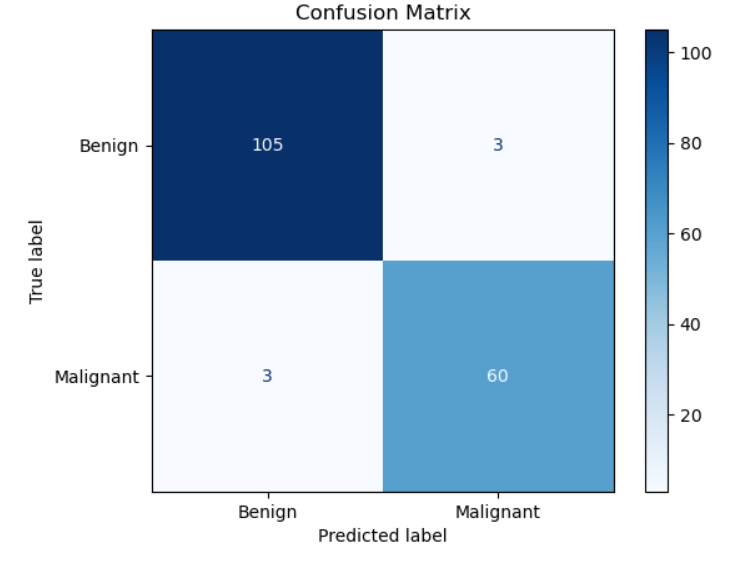 Confusion Matrix
True label
Benign
Malignant
105
3
3
60
Benign
Malignant
Predicted label
100
80
60
40
20